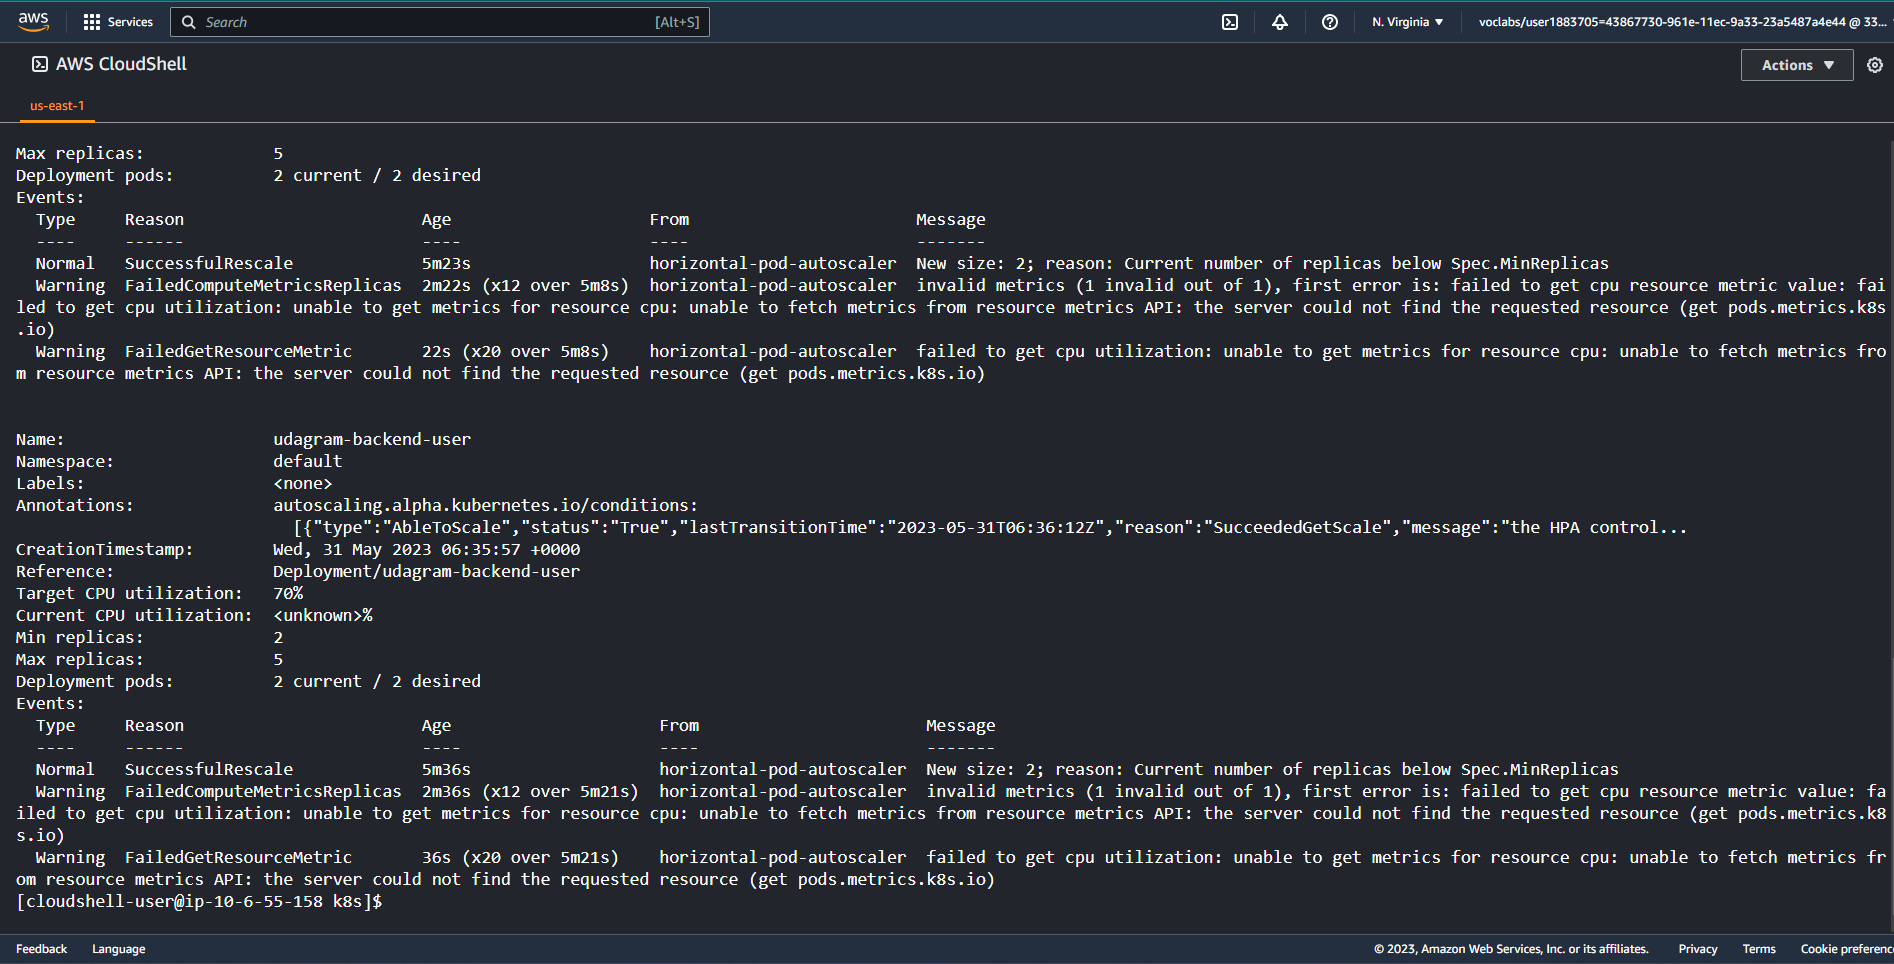 aws Services Search [Alt+S] N. Virginia ▼ voclabs/user1883705=43867730-961e-11ec-9a33-23a5487a4e44 @ 33...
AWS CloudShell Actions ▼
us-east-1
Max replicas: 5
Deployment pods: 2 current / 2 desired
Events:
Type Reason Age From Message
---- ------ ---- ---- -------
Normal SuccessfulRescale 5m23s horizontal-pod-autoscaler New size: 2; reason: Current number of replicas below Spec.MinReplicas
Warning FailedComputeMetricsReplicas 2m22s (x12 over 5m8s) horizontal-pod-autoscaler invalid metrics (1 invalid out of 1), first error is: failed to get cpu resource metric value: fai
led to get cpu utilization: unable to get metrics for resource cpu: unable to fetch metrics from resource metrics API: the server could not find the requested resource (get pods.metrics.k8s
.io)
Warning FailedGetResourceMetric 22s (x20 over 5m8s) horizontal-pod-autoscaler failed to get cpu utilization: unable to get metrics for resource cpu: unable to fetch metrics fro
m resource metrics API: the server could not find the requested resource (get pods.metrics.k8s.io)
Name: udagram-backend-user
Namespace: default
Labels: <none>
Annotations: autoscaling.alpha.kubernetes.io/conditions:
[{"type":"AbleToScale","status":"True","lastTransitionTime":"2023-05-31T06:36:12Z","reason":"SucceededGetScale","message":"the HPA control...
CreationTimestamp: Wed, 31 May 2023 06:35:57 +0000
Reference: Deployment/udagram-backend-user
Target CPU utilization: 70%
Current CPU utilization: <unknown>%
Min replicas: 2
Max replicas: 5
Deployment pods: 2 current / 2 desired
Events:
Type Reason Age From Message
---- ------ ---- ---- -------
Normal SuccessfulRescale 5m36s horizontal-pod-autoscaler New size: 2; reason: Current number of replicas below Spec.MinReplicas
Warning FailedComputeMetricsReplicas 2m36s (x12 over 5m21s) horizontal-pod-autoscaler invalid metrics (1 invalid out of 1), first error is: failed to get cpu resource metric value: fa
iled to get cpu utilization: unable to get metrics for resource cpu: unable to fetch metrics from resource metrics API: the server could not find the requested resource (get pods.metrics.k8
s.io)
Warning FailedGetResourceMetric 36s (x20 over 5m21s) horizontal-pod-autoscaler failed to get cpu utilization: unable to get metrics for resource cpu: unable to fetch metrics fr
om resource metrics API: the server could not find the requested resource (get pods.metrics.k8s.io)
[cloudshell-user@ip-10-6-55-158 k8s]$
Feedback Language © 2023, Amazon Web Services, Inc. or its affiliates. Privacy Terms Cookie preferenc